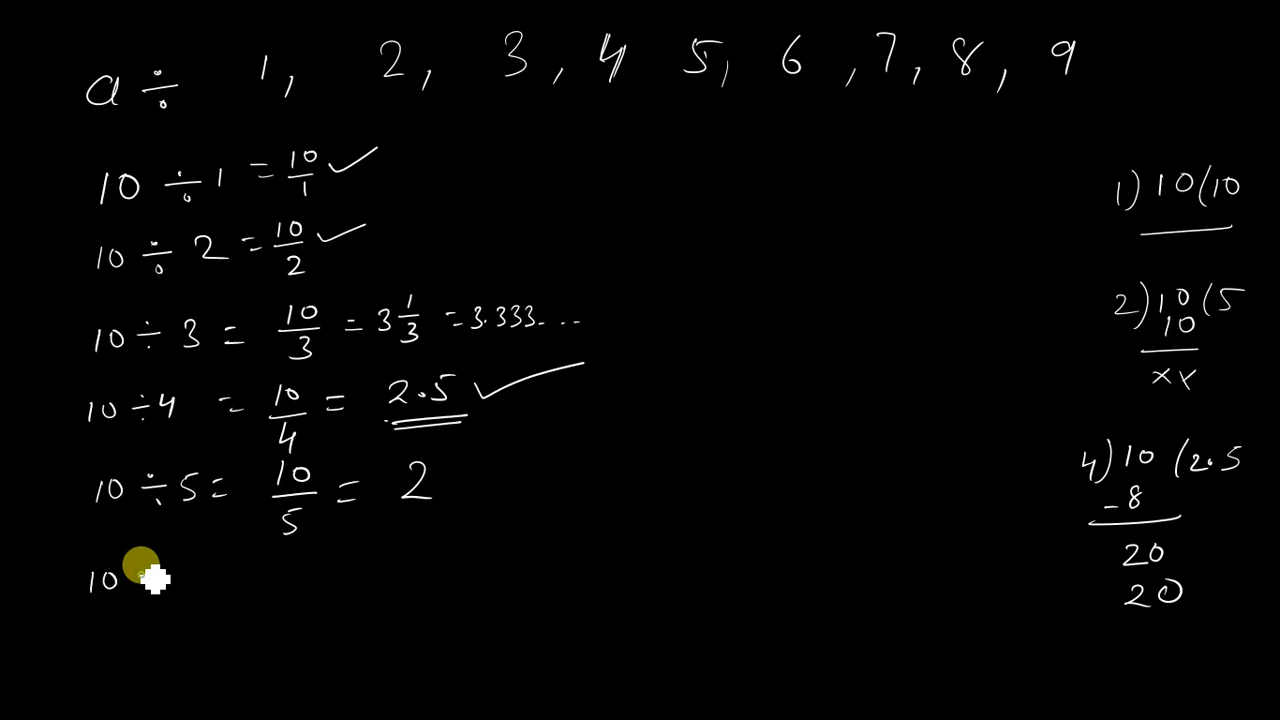 a ÷ 1, 2, 3, 4 5, 6, 7, 8, 9
10 ÷ 1 = 10/1 ✓
10 ÷ 2 = 10/2 ✓
10 ÷ 3 = 10/3 = 3 1/3 = 3.333....
10 ÷ 4 = 10/4 = 2.5 ✓
10 ÷ 5 = 10/5 = 2
10
1) 10 (10
2) 10 (5
10
xx
4) 10 (2.5
- 8
20
20